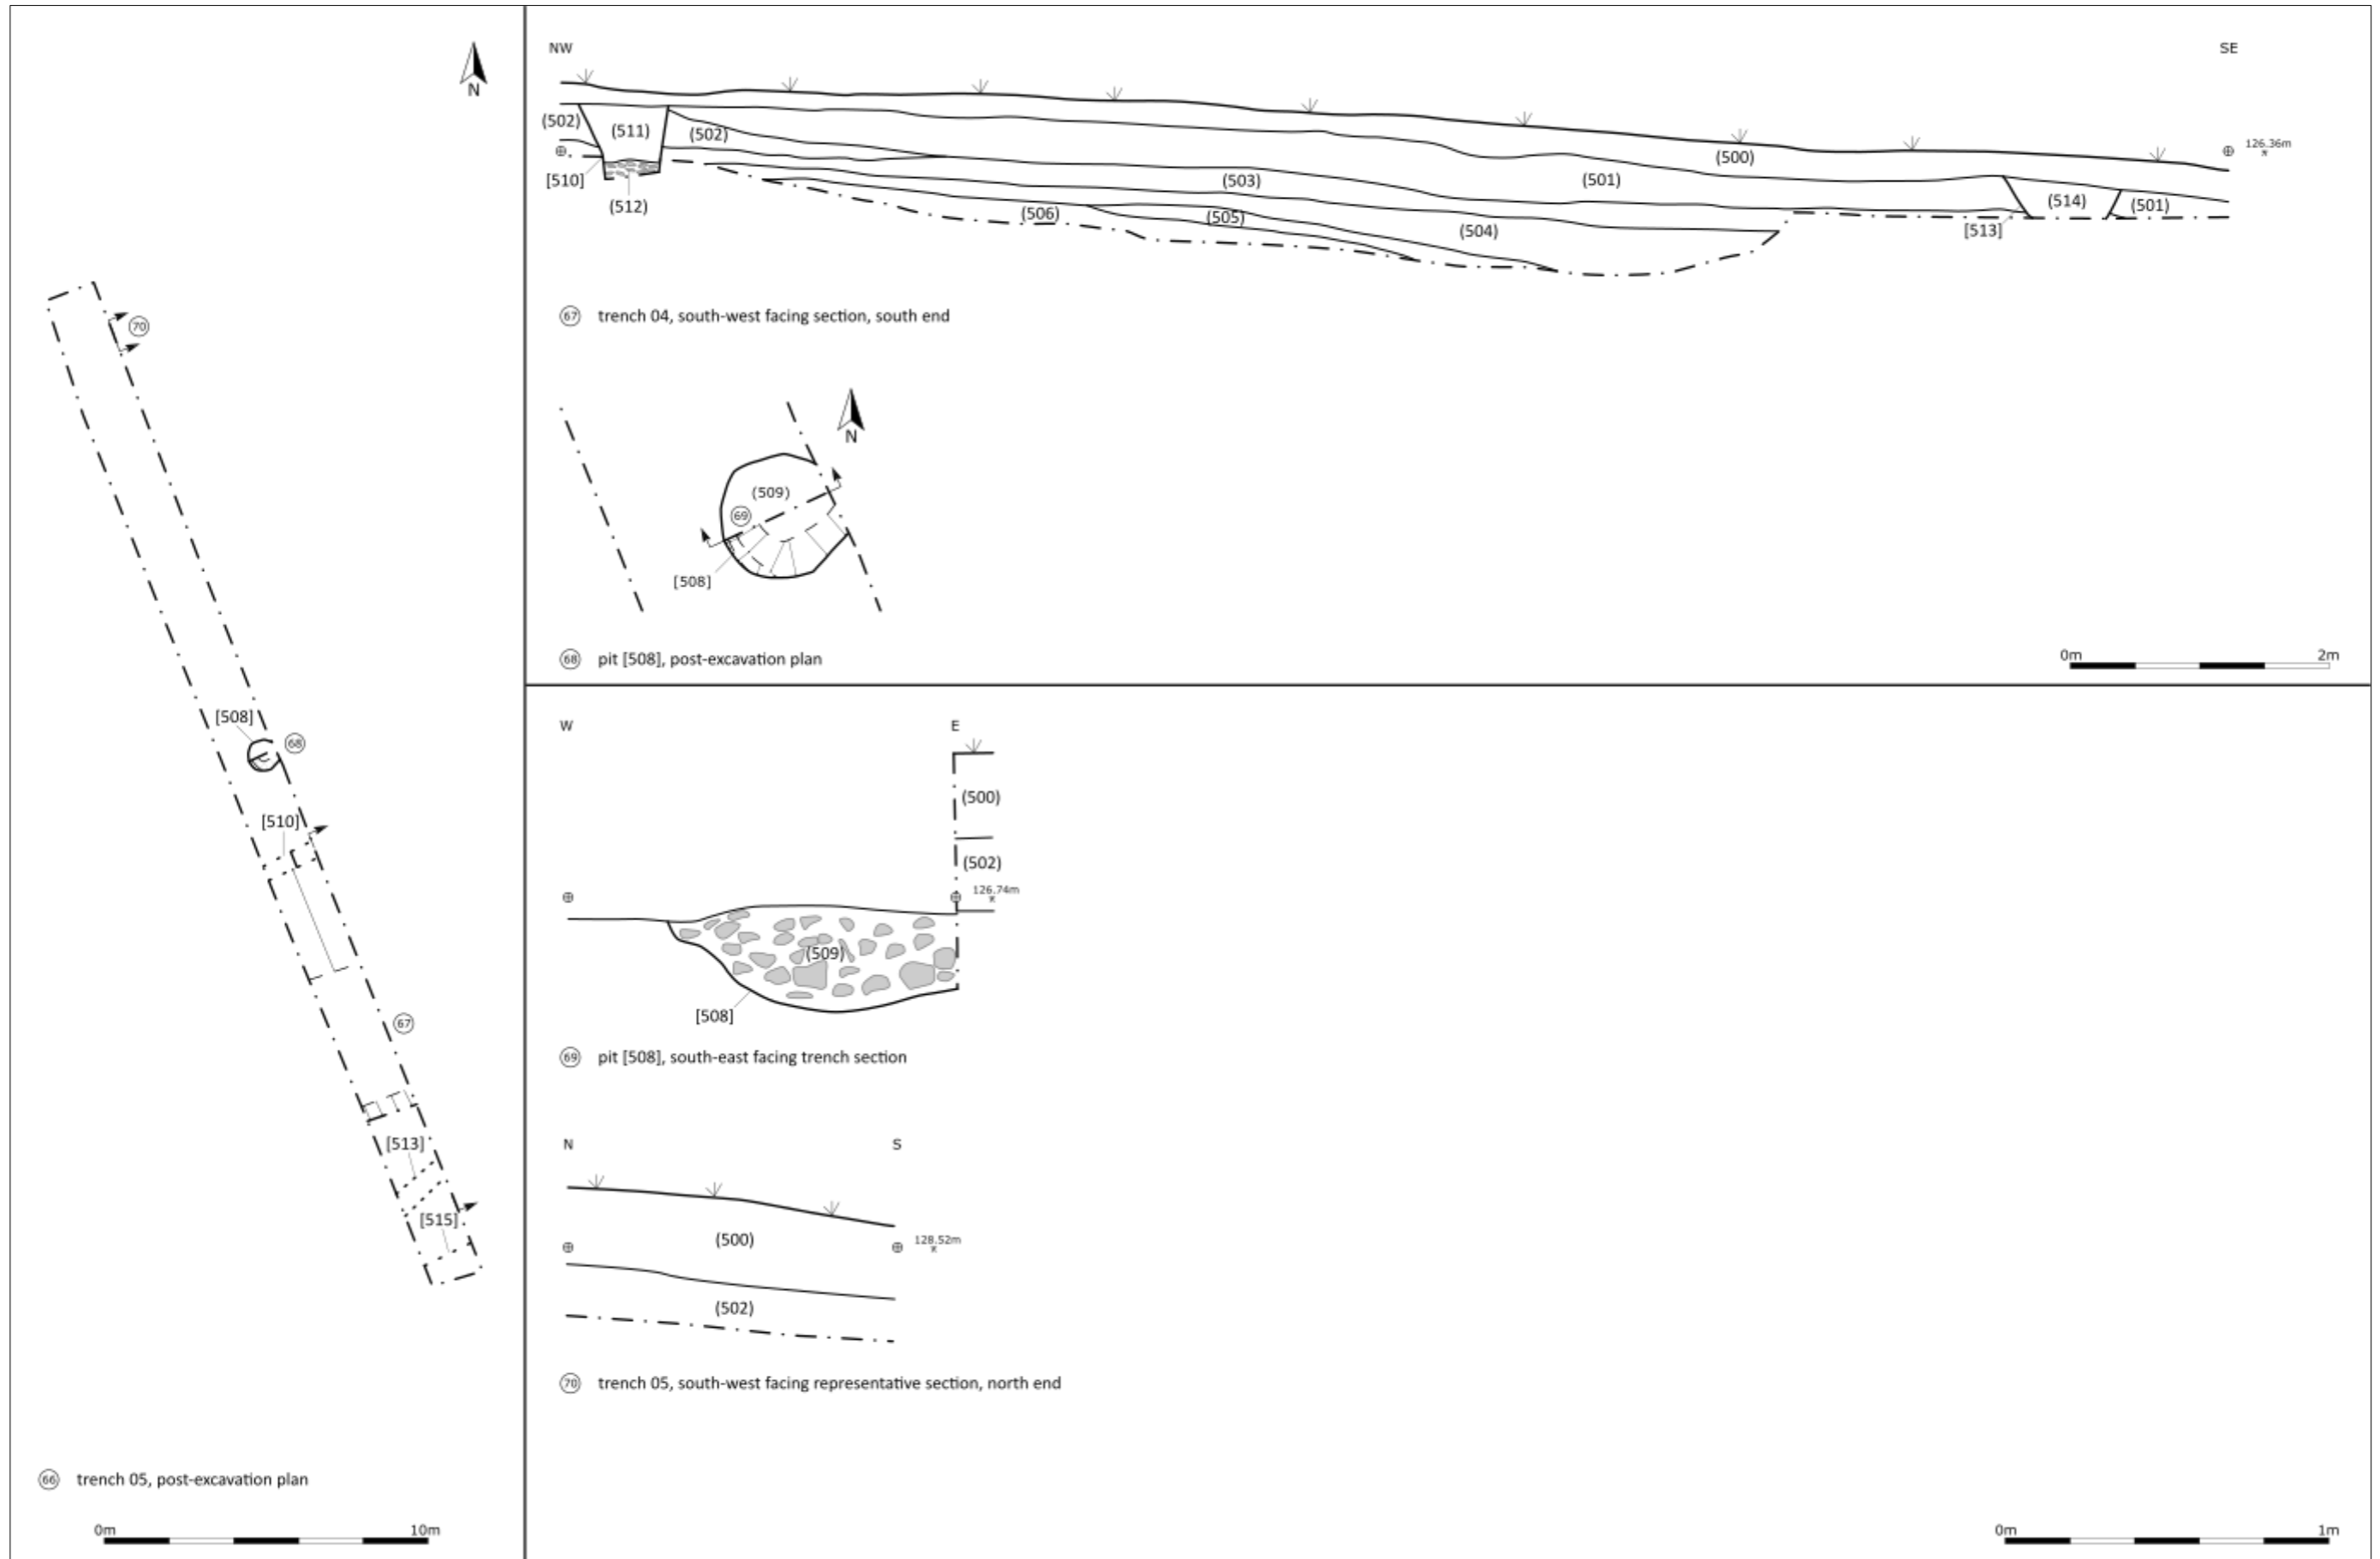 N
70
[508]
68
[510]
67
[513]
[515]
66 trench 05, post-excavation plan
0m 10m
NW SE
(502) (511) (502) (500) 126.36m
[510] (503) (501) (514) (501)
(512) (506) (505) (504) [513]
67 trench 04, south-west facing section, south end
N
(509)
69
[508]
68 pit [508], post-excavation plan
0m 2m
W E
(500)
(502)
126.74m
(509)
[508]
69 pit [508], south-east facing trench section
N S
(500) 128.52m
(502)
70 trench 05, south-west facing representative section, north end
0m 1m